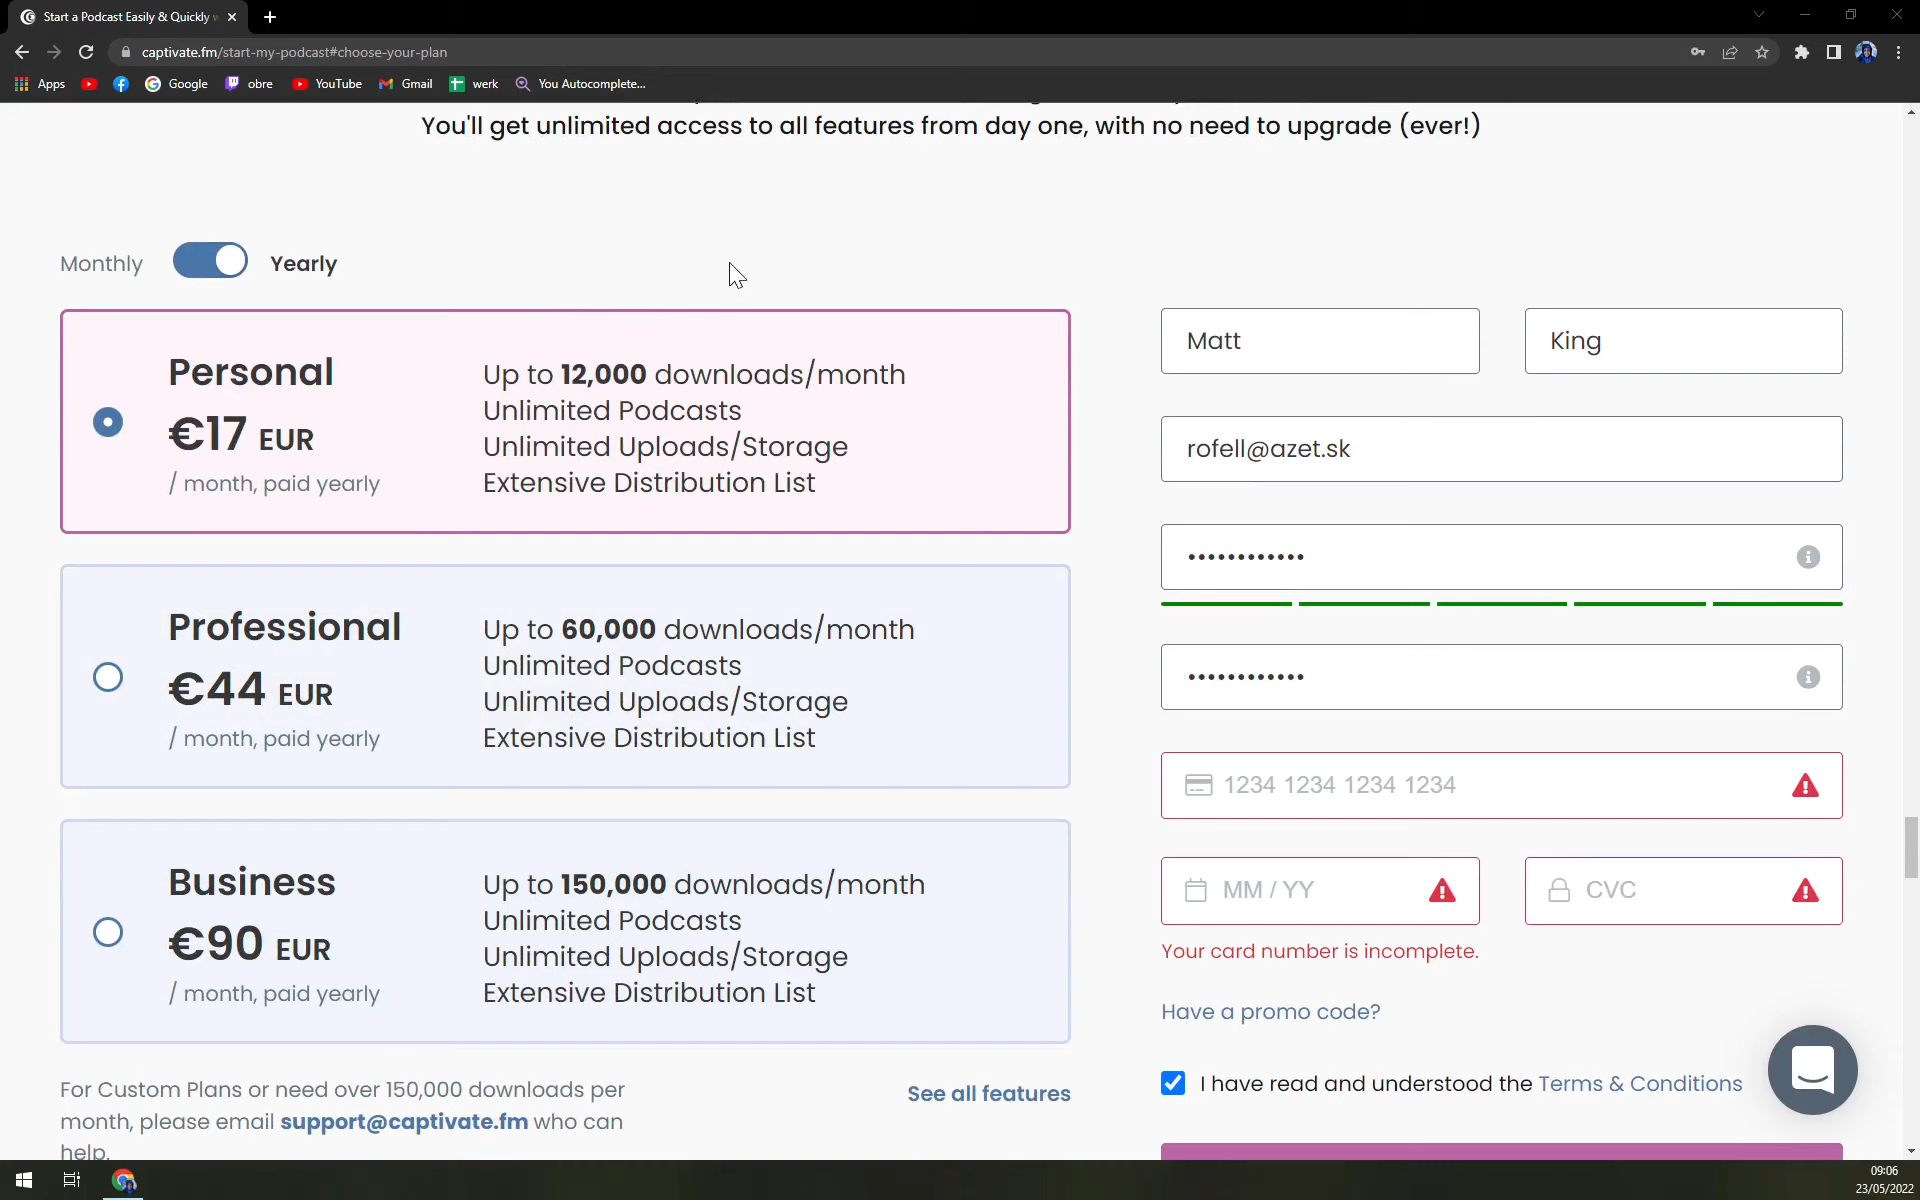 Start a Podcast Easily & Quickly w
captivate.fm/start-my-podcast#choose-your-plan
Apps
Google
obre
YouTube
Gmail
werk
You Autocomplete...
You'll get unlimited access to all features from day one, with no need to upgrade (ever!)
Monthly
Yearly
Personal
€17 EUR
/ month, paid yearly
Up to 12,000 downloads/month
Unlimited Podcasts
Unlimited Uploads/Storage
Extensive Distribution List
Professional
€44 EUR
/ month, paid yearly
Up to 60,000 downloads/month
Unlimited Podcasts
Unlimited Uploads/Storage
Extensive Distribution List
Business
€90 EUR
/ month, paid yearly
Up to 150,000 downloads/month
Unlimited Podcasts
Unlimited Uploads/Storage
Extensive Distribution List
For Custom Plans or need over 150,000 downloads per
month, please email support@captivate.fm who can
help.
See all features
Matt
King
rofell@azet.sk
••••••••••••
••••••••••••
1234 1234 1234 1234
MM / YY
CVC
Your card number is incomplete.
Have a promo code?
I have read and understood the Terms & Conditions
09:06
23/05/2022